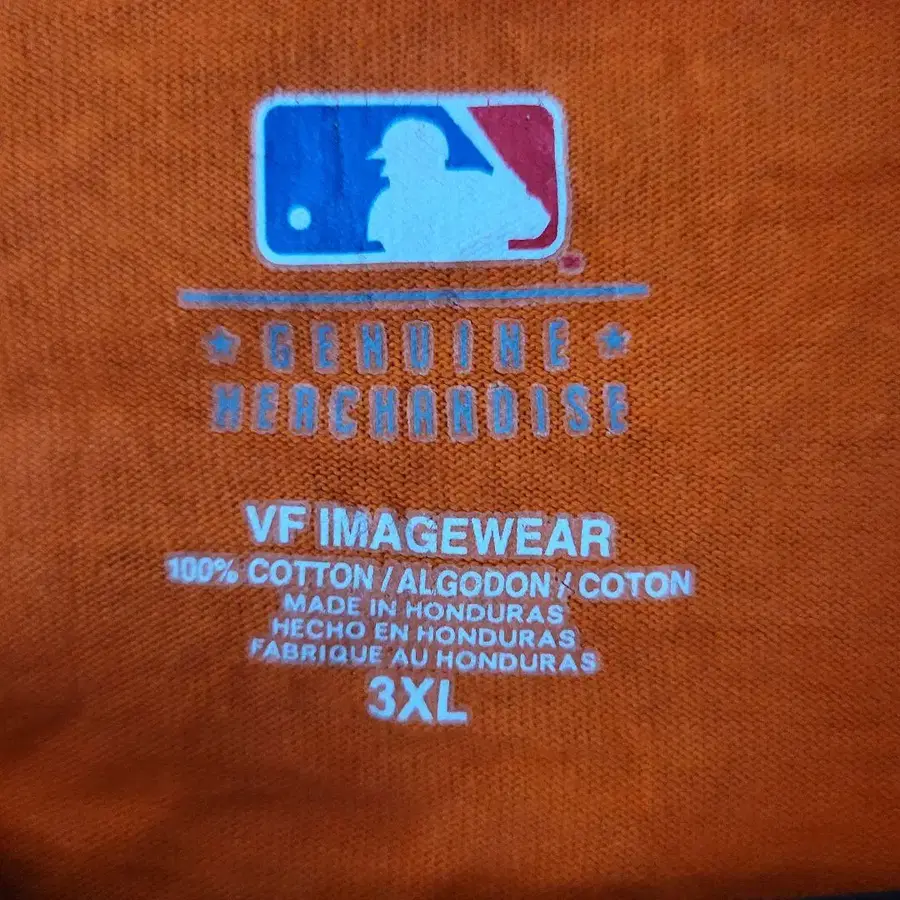 GENUINE
MERCHANDISE
VF IMAGEWEAR
100% COTTON / ALGODON / COTON
MADE IN HONDURAS
HECHO EN HONDURAS
FABRIQUE AU HONDURAS
3XL